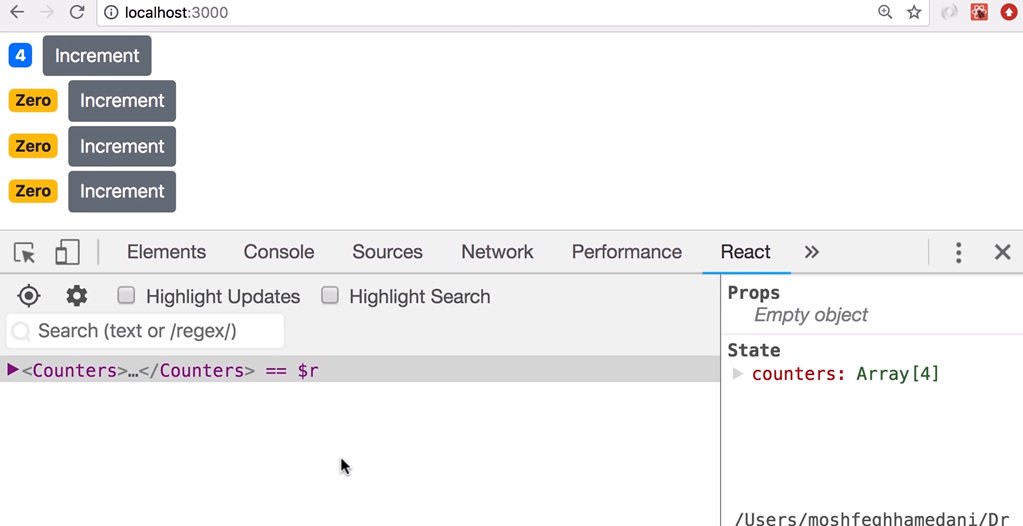 localhost:3000
4 Increment
Zero Increment
Zero Increment
Zero Increment
Elements Console Sources Network Performance React »
Highlight Updates Highlight Search
Search (text or /regex/)
<Counters>…</Counters> == $r
Props
Empty object
State
counters: Array[4]
/Users/moshfeghhamedani/Dr